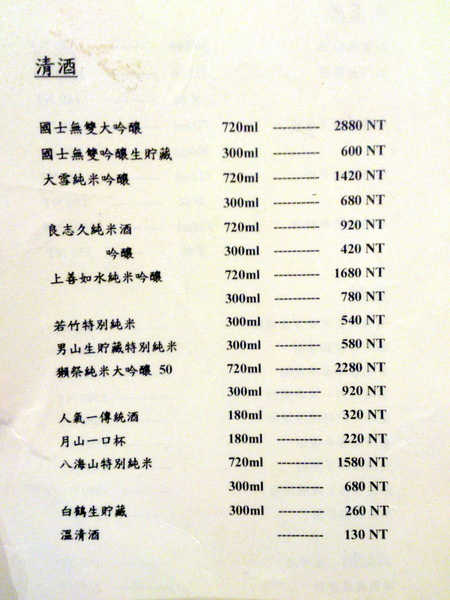 清酒
國士無雙大吟釀 720ml ---------- 2880 NT
國士無雙吟釀生貯藏 300ml ---------- 600 NT
大雪純米吟釀 720ml ---------- 1420 NT
300ml ---------- 680 NT
良志久純米酒 720ml ---------- 920 NT
吟釀 300ml ---------- 420 NT
上善如水純米吟釀 720ml ---------- 1680 NT
300ml ---------- 780 NT
若竹特別純米 300ml ---------- 540 NT
男山生貯藏特別純米 300ml ---------- 580 NT
獺祭純米大吟釀 50 720ml ---------- 2280 NT
300ml ---------- 920 NT
人氣一傳統酒 180ml ---------- 320 NT
月山一口杯 180ml ---------- 220 NT
八海山特別純米 720ml ---------- 1580 NT
300ml ---------- 680 NT
白鶴生貯藏 300ml ---------- 260 NT
溫清酒 ---------- 130 NT